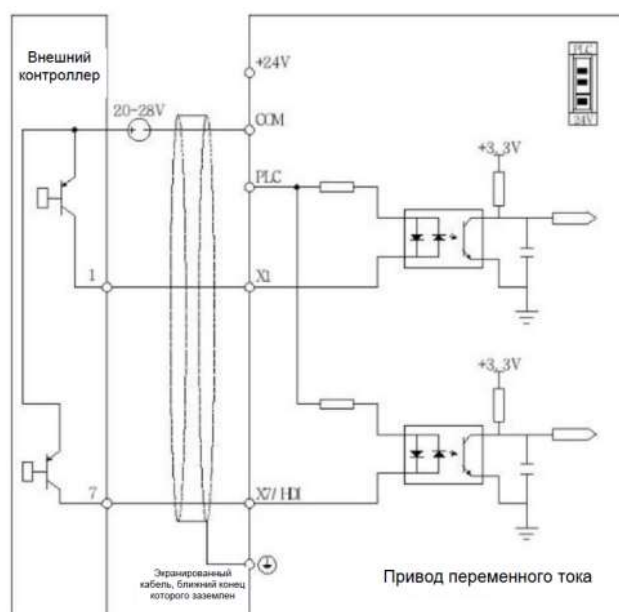 Внешний
контроллер
20-28V
+24V
COM
PLC
X1
1
X7/HDI
7
+3.3V
+3.3V
PLC
24V
Экранированный
кабель, ближний конец
которого заземлен
Привод переменного тока